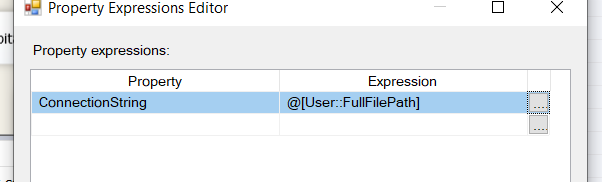 Property Expressions Editor
Property expressions:
Property Expression
ConnectionString @[User::FullFilePath] ...
...